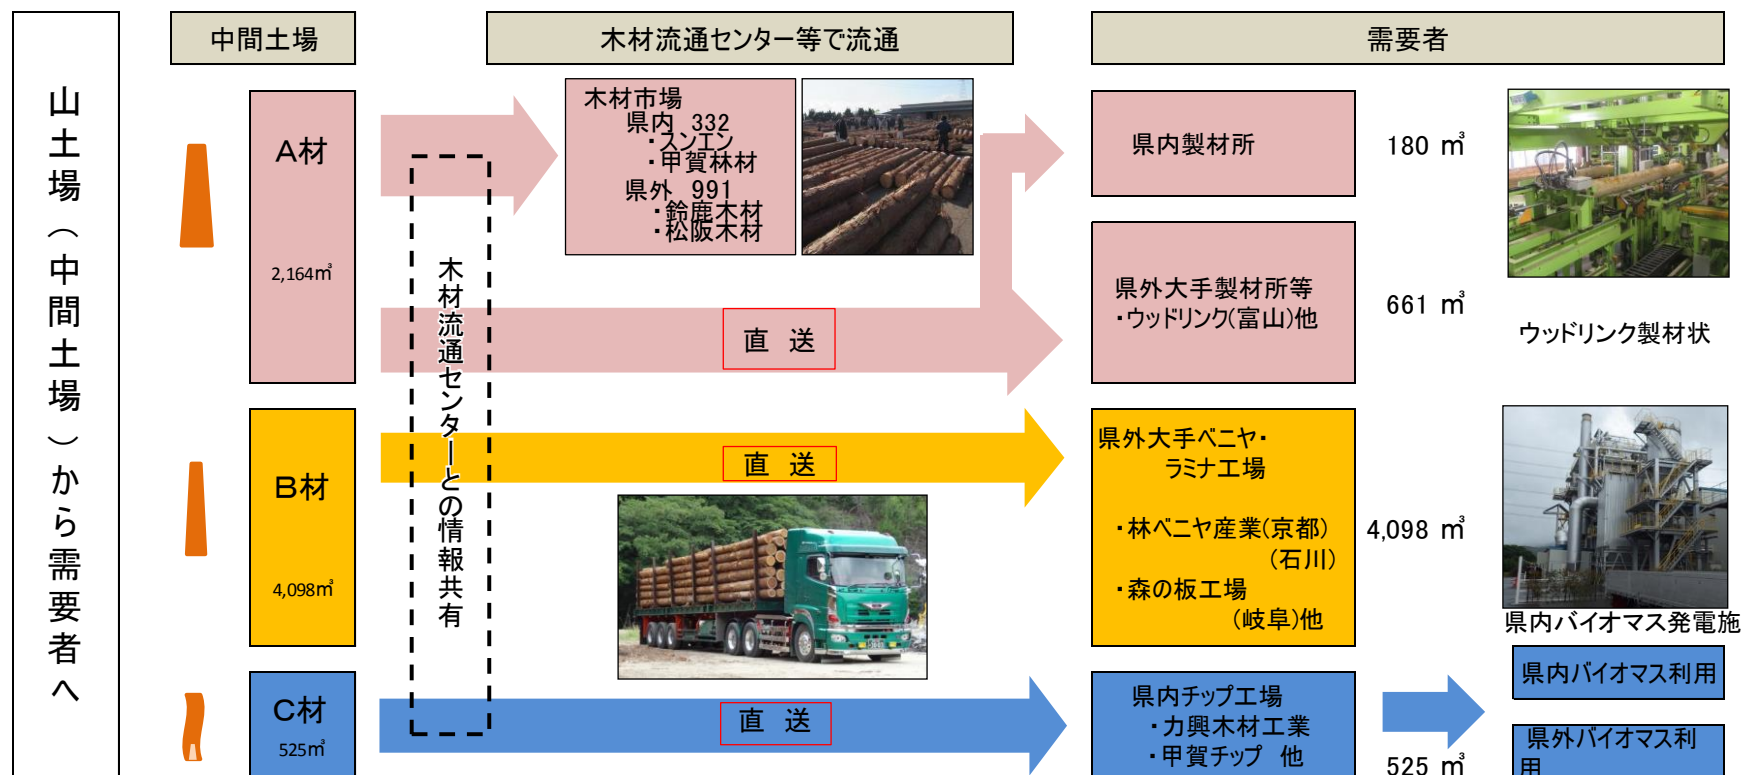 山土場（中間土場）から需要者へ
中間土場
木材流通センター等で流通
需要者
A材
2,164㎥
木材市場
県内 332
・スンエン
・甲賀林材
県外 991
・鈴鹿木材
・松阪木材
県内製材所
180 ㎥
県外大手製材所等
・ウッドリンク(富山)他
661 ㎥
ウッドリンク製材状
直 送
木材流通センターとの情報共有
B材
4,098㎥
直 送
県外大手ベニヤ・
ラミナ工場
・林ベニヤ産業(京都)
(石川)
・森の板工場
(岐阜)他
4,098 ㎥
県内バイオマス発電施
C材
525㎥
直 送
県内チップ工場
・力興木材工業
・甲賀チップ 他
525 ㎥
県内バイオマス利用
県外バイオマス利
用